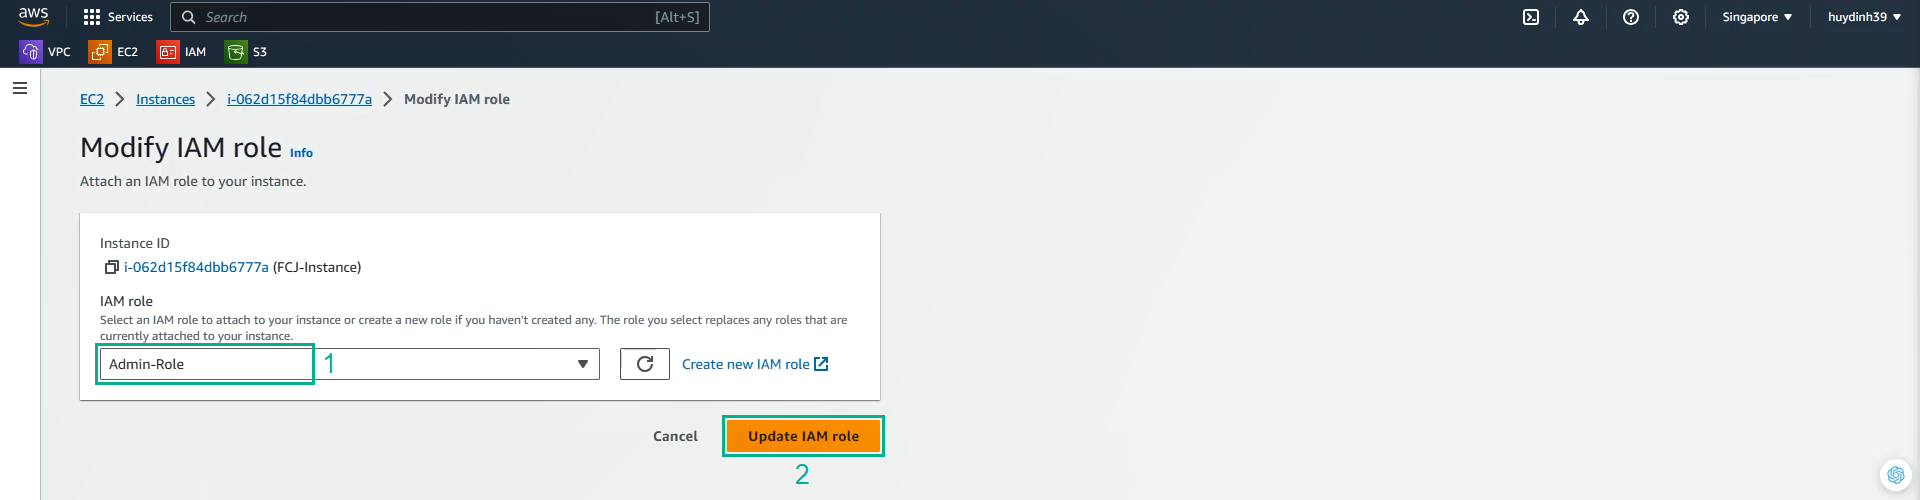 aws Services Search [Alt+S] Singapore huydinh39
VPC EC2 IAM S3
EC2 Instances i-062d15f84dbb6777a Modify IAM role
Modify IAM role Info
Attach an IAM role to your instance.
Instance ID
i-062d15f84dbb6777a (FCJ-Instance)
IAM role
Select an IAM role to attach to your instance or create a new role if you haven't created any. The role you select replaces any roles that are
currently attached to your instance.
Admin-Role 1 Create new IAM role
Cancel Update IAM role
2